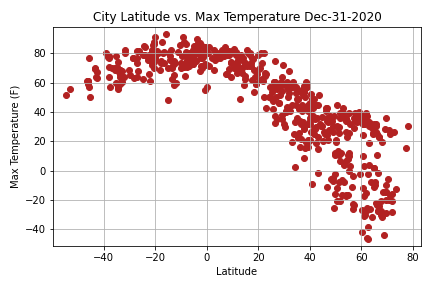 City Latitude vs. Max Temperature Dec-31-2020
Max Temperature (F)
80
60
40
20
0
−20
−40
−40 −20 0 20 40 60 80
Latitude